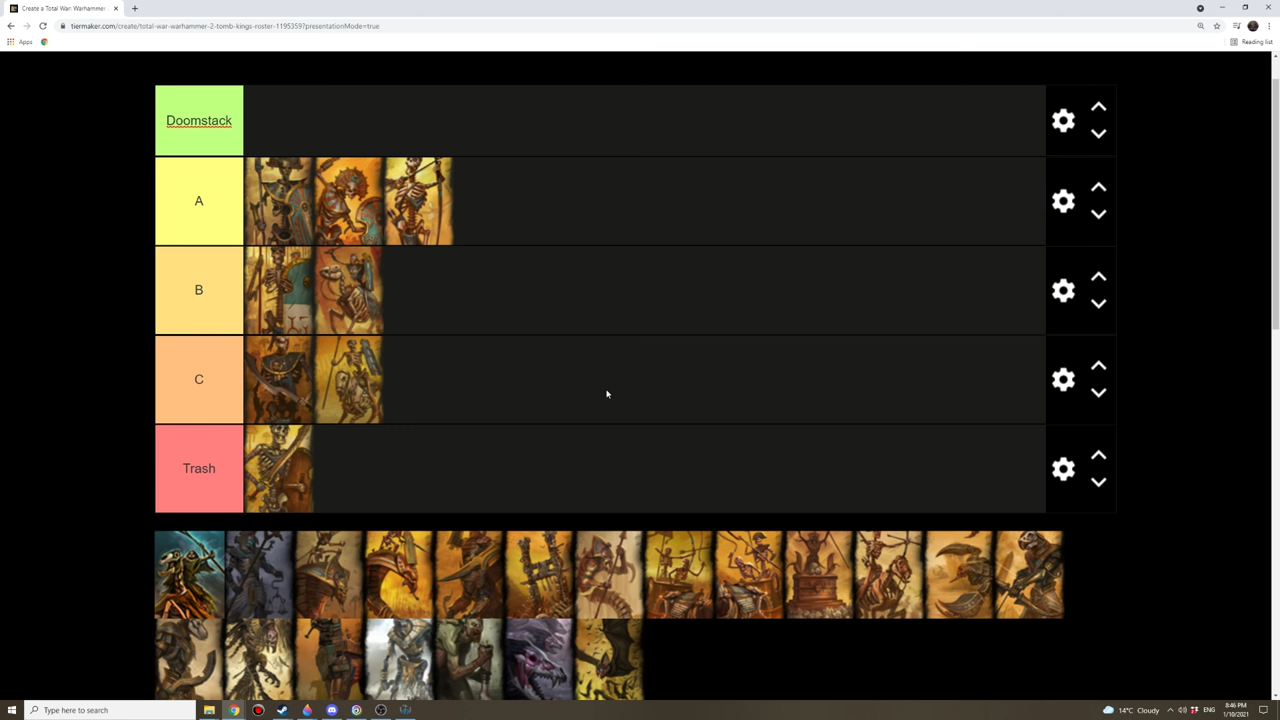 Create a Total War: Warhammer
tiermaker.com/create/total-war-warhammer-2-tomb-kings-roster-1195359?presentationMode=true
Apps
Reading list
Doomstack
A
B
C
Trash
Type here to search
14°C Cloudy
ENG
8:46 PM
1/10/2021